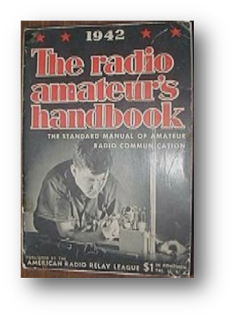 1942
The radio
amateur's
handbook
THE STANDARD MANUAL OF AMATEUR
RADIO COMMUNICATION
PUBLISHED BY THE
AMERICAN RADIO RELAY LEAGUE $1